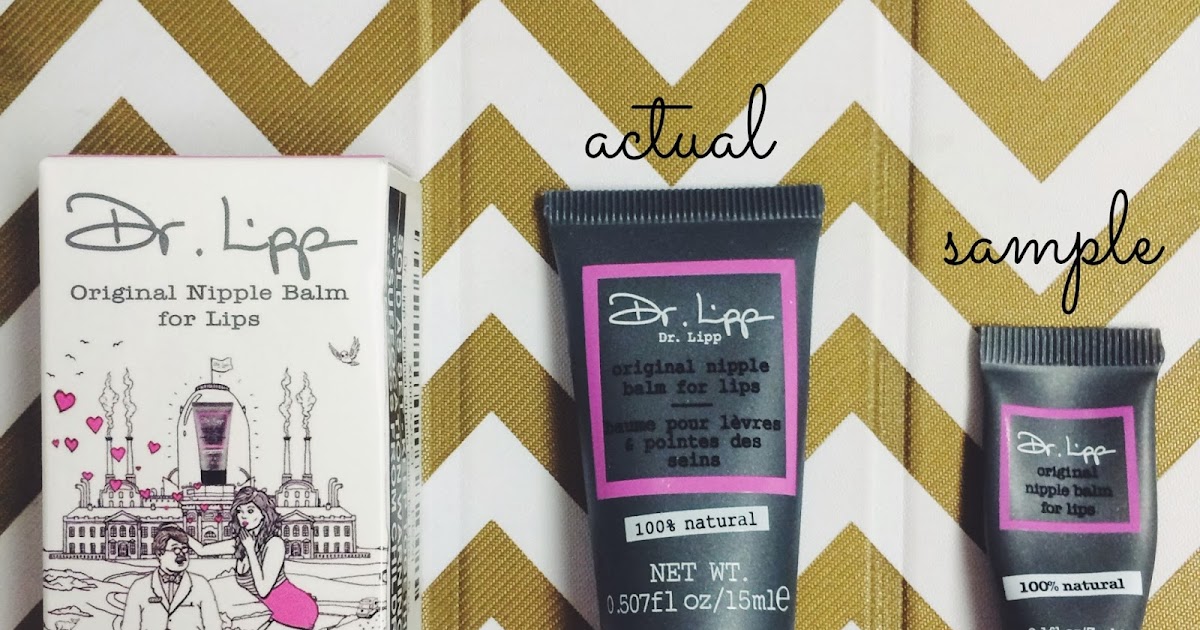 Dr. Lipp
Original Nipple Balm
for Lips
actual
Dr. Lipp
Dr. Lipp
original nipple
balm for lips
baume pour lèvres
& pointes des
seins
100% natural
NET WT.
0.507fl oz/15ml℮
sample
Dr. Lipp
original
nipple balm
for lips
100% natural